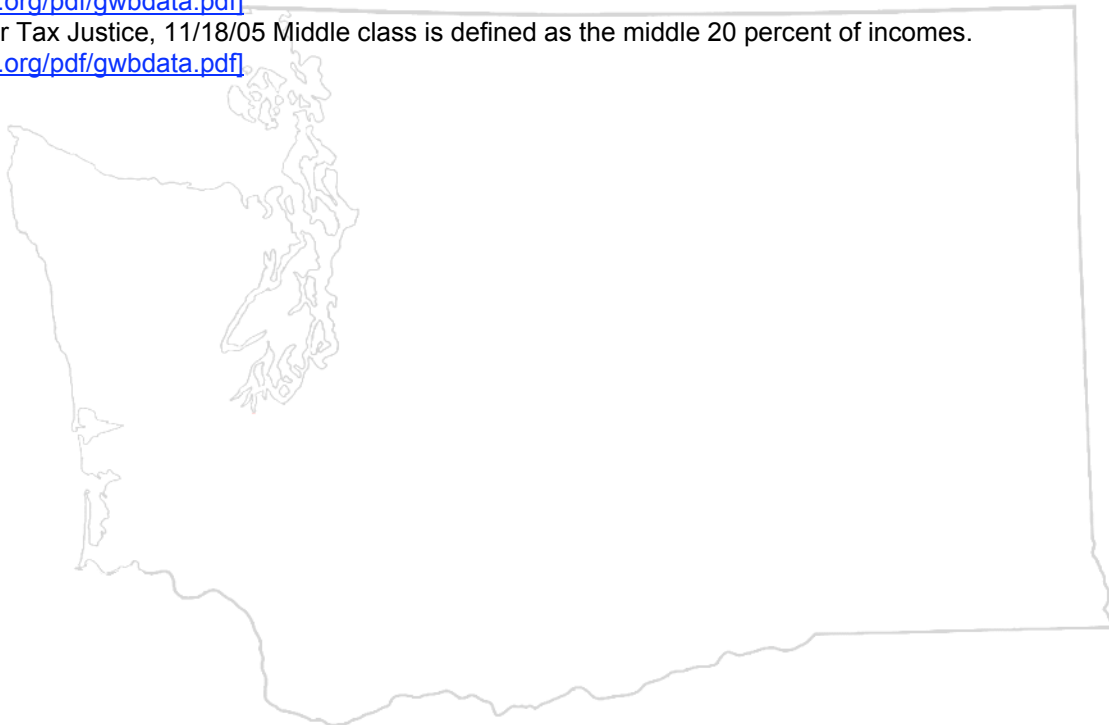 .org/pdf/gwbdata.pdf]
r Tax Justice, 11/18/05 Middle class is defined as the middle 20 percent of incomes.
.org/pdf/gwbdata.pdf]